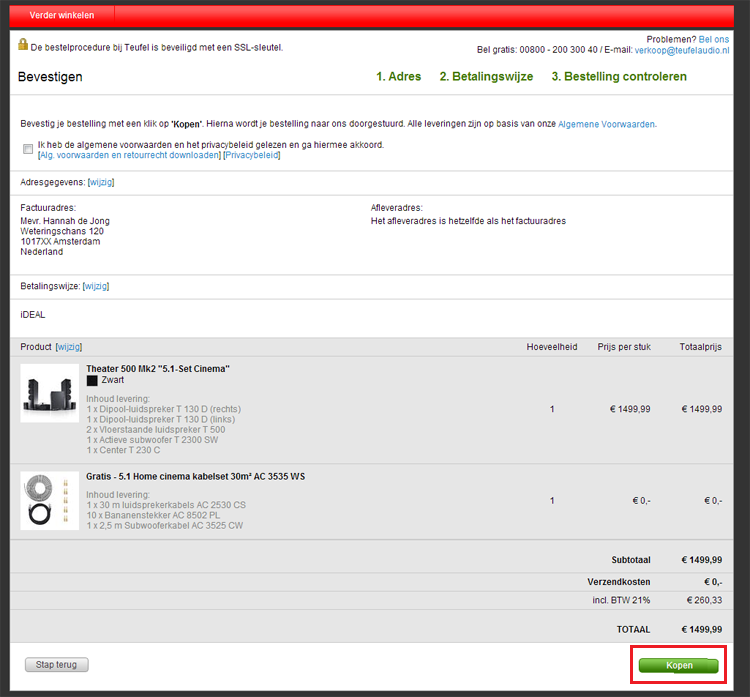 Verder winkelen
De bestelprocedure bij Teufel is beveiligd met een SSL-sleutel.
Problemen? Bel ons
Bel gratis: 00800 - 200 300 40 / E-mail: verkoop@teufelaudio.nl
Bevestigen
1. Adres 2. Betalingswijze 3. Bestelling controleren
Bevestig je bestelling met een klik op 'Kopen'. Hierna wordt je bestelling naar ons doorgestuurd. Alle leveringen zijn op basis van onze Algemene Voorwaarden.
Ik heb de algemene voorwaarden en het privacybeleid gelezen en ga hiermee akkoord.
[Alg. voorwaarden en retourrecht downloaden] [Privacybeleid]
Adresgegevens: [wijzig]
Factuuradres:
Mevr. Hannah de Jong
Weteringschans 120
1017XX Amsterdam
Nederland
Afleveradres:
Het afleveradres is hetzelfde als het factuuradres
Betalingswijze: [wijzig]
iDEAL
Product [wijzig] Hoeveelheid Prijs per stuk Totaalprijs
Theater 500 Mk2 "5.1-Set Cinema"
Zwart
Inhoud levering:
1 x Dipool-luidspreker T 130 D (rechts)
1 x Dipool-luidspreker T 130 D (links)
2 x Vloerstaande luidspreker T 500
1 x Actieve subwoofer T 2300 SW
1 x Center T 230 C
1 € 1499,99 € 1499,99
Gratis - 5.1 Home cinema kabelset 30m² AC 3535 WS
Inhoud levering:
1 x 30 m luidsprekerkabels AC 2530 CS
10 x Bananenstekker AC 8502 PL
1 x 2,5 m Subwooferkabel AC 3525 CW
1 € 0,- € 0,-
Subtotaal € 1499,99
Verzendkosten € 0,-
incl. BTW 21% € 260,33
TOTAAL € 1499,99
Stap terug
Kopen